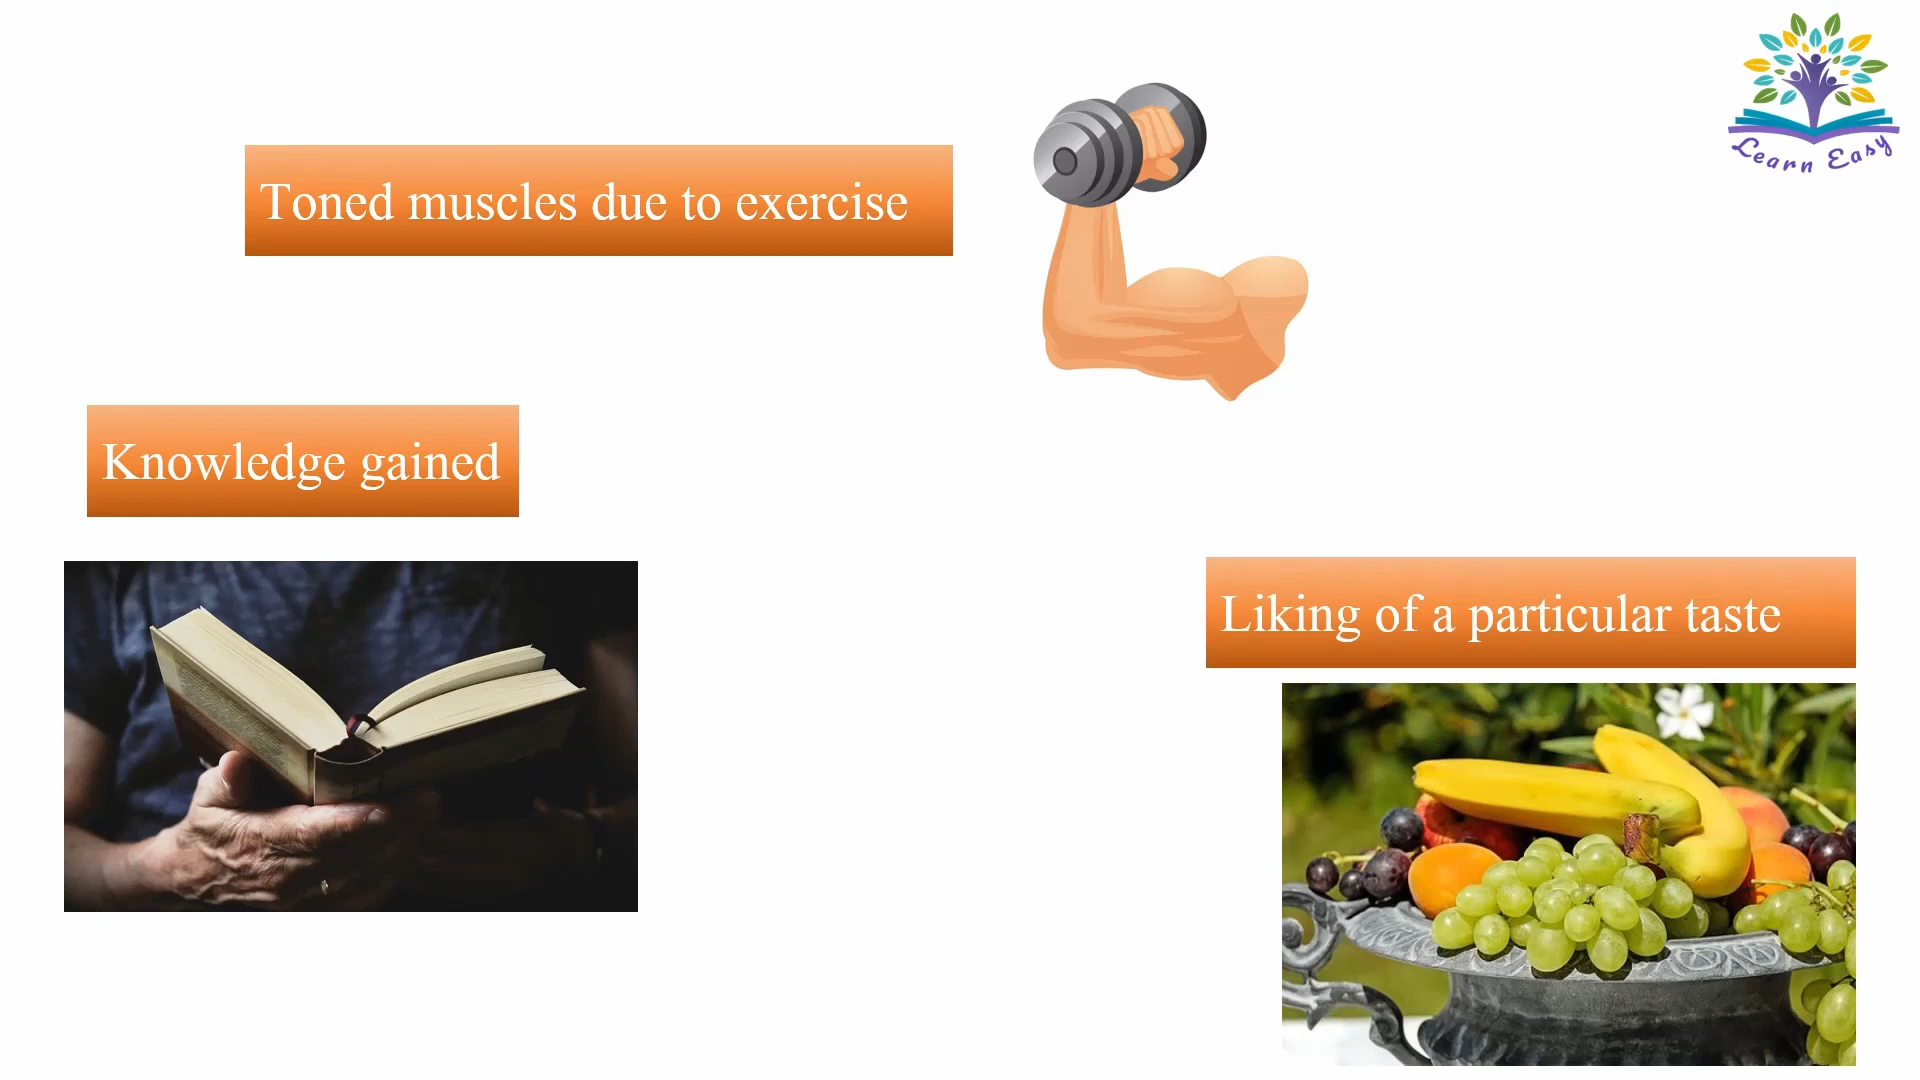 Learn Easy
Toned muscles due to exercise
Knowledge gained
Liking of a particular taste